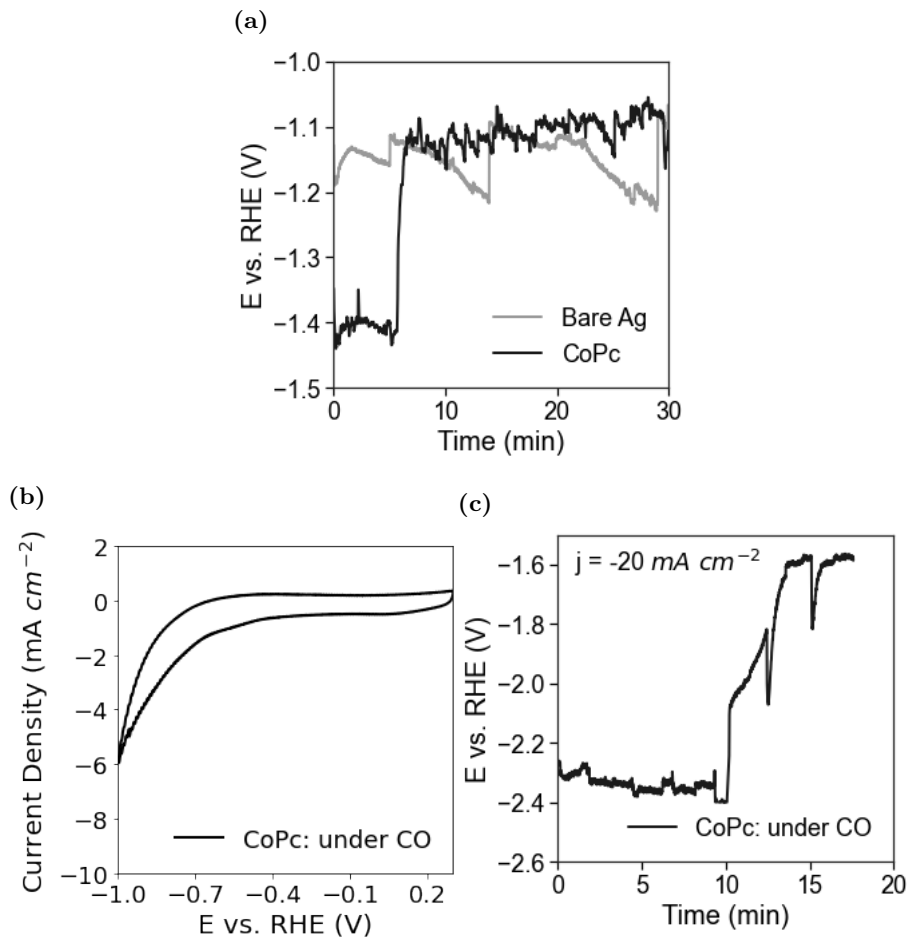 (a)
−1.0
−1.1
−1.2
−1.3
−1.4
−1.5
E vs. RHE (V)
Bare Ag
CoPc
0
10
20
30
Time (min)
(b)
2
0
−2
−4
−6
−8
−10
Current Density (mA cm⁻²)
CoPc: under CO
−1.0
−0.7
−0.4
−0.1
0.2
E vs. RHE (V)
(c)
j = -20 mA cm⁻²
−1.6
−1.8
−2.0
−2.2
−2.4
−2.6
E vs. RHE (V)
CoPc: under CO
0
5
10
15
20
Time (min)